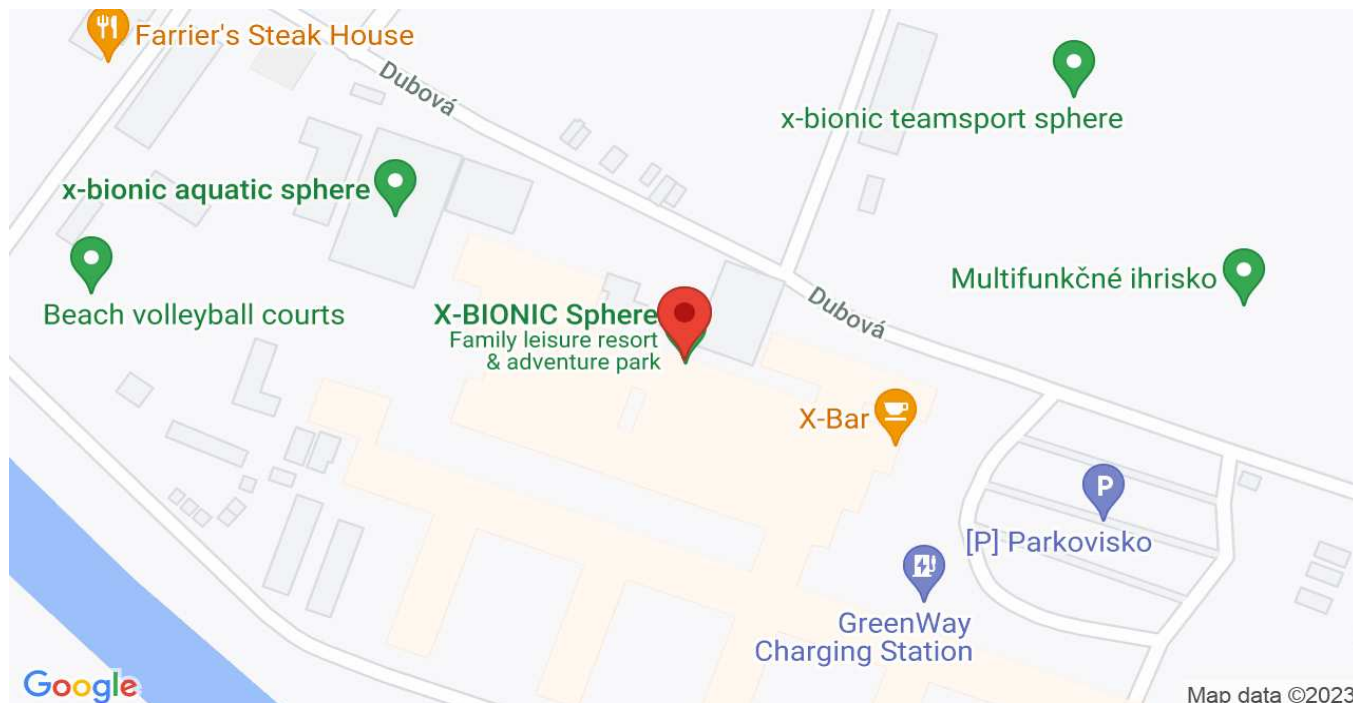 Farrier's Steak House
Dubová
x-bionic teamsport sphere
x-bionic aquatic sphere
Beach volleyball courts
Multifunkčné ihrisko
Dubová
X-BIONIC Sphere
Family leisure resort
& adventure park
X-Bar
P
[P] Parkovisko
GreenWay
Charging Station
Google
Map data ©2023